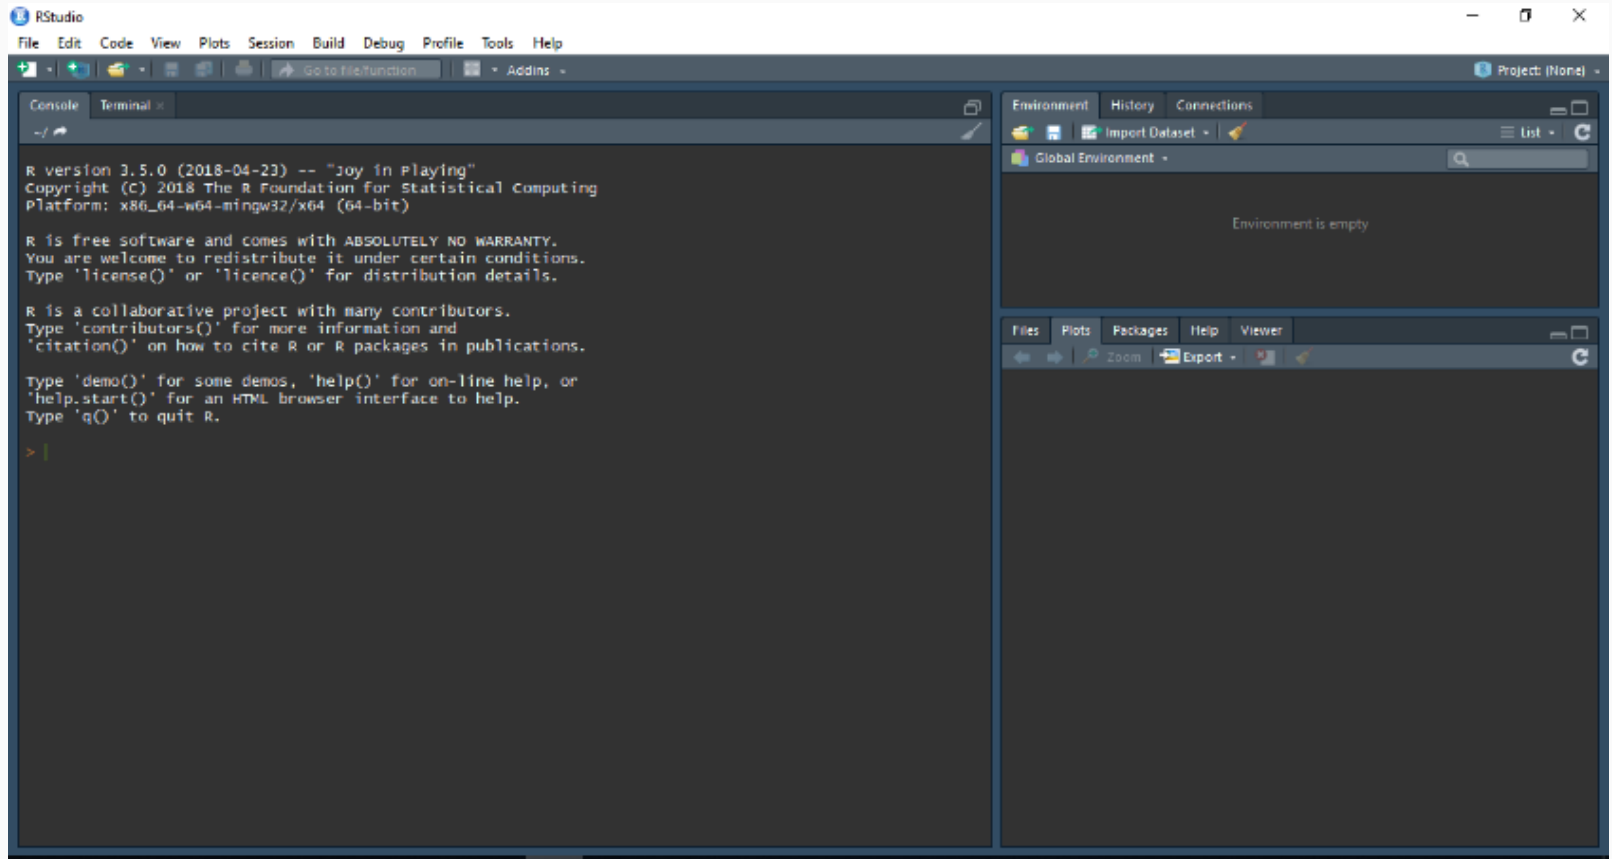 RStudio
File Edit Code View Plots Session Build Debug Profile Tools Help
Go to file/function Addins Project: (None)
Console Terminal
~/
R version 3.5.0 (2018-04-23) -- "Joy in Playing"
Copyright (C) 2018 The R Foundation for Statistical Computing
Platform: x86_64-w64-mingw32/x64 (64-bit)
R is free software and comes with ABSOLUTELY NO WARRANTY.
You are welcome to redistribute it under certain conditions.
Type 'license()' or 'licence()' for distribution details.
R is a collaborative project with many contributors.
Type 'contributors()' for more information and
'citation()' on how to cite R or R packages in publications.
Type 'demo()' for some demos, 'help()' for on-line help, or
'help.start()' for an HTML browser interface to help.
Type 'q()' to quit R.
>
Environment History Connections
Import Dataset List
Global Environment
Environment is empty
Files Plots Packages Help Viewer
Zoom Export